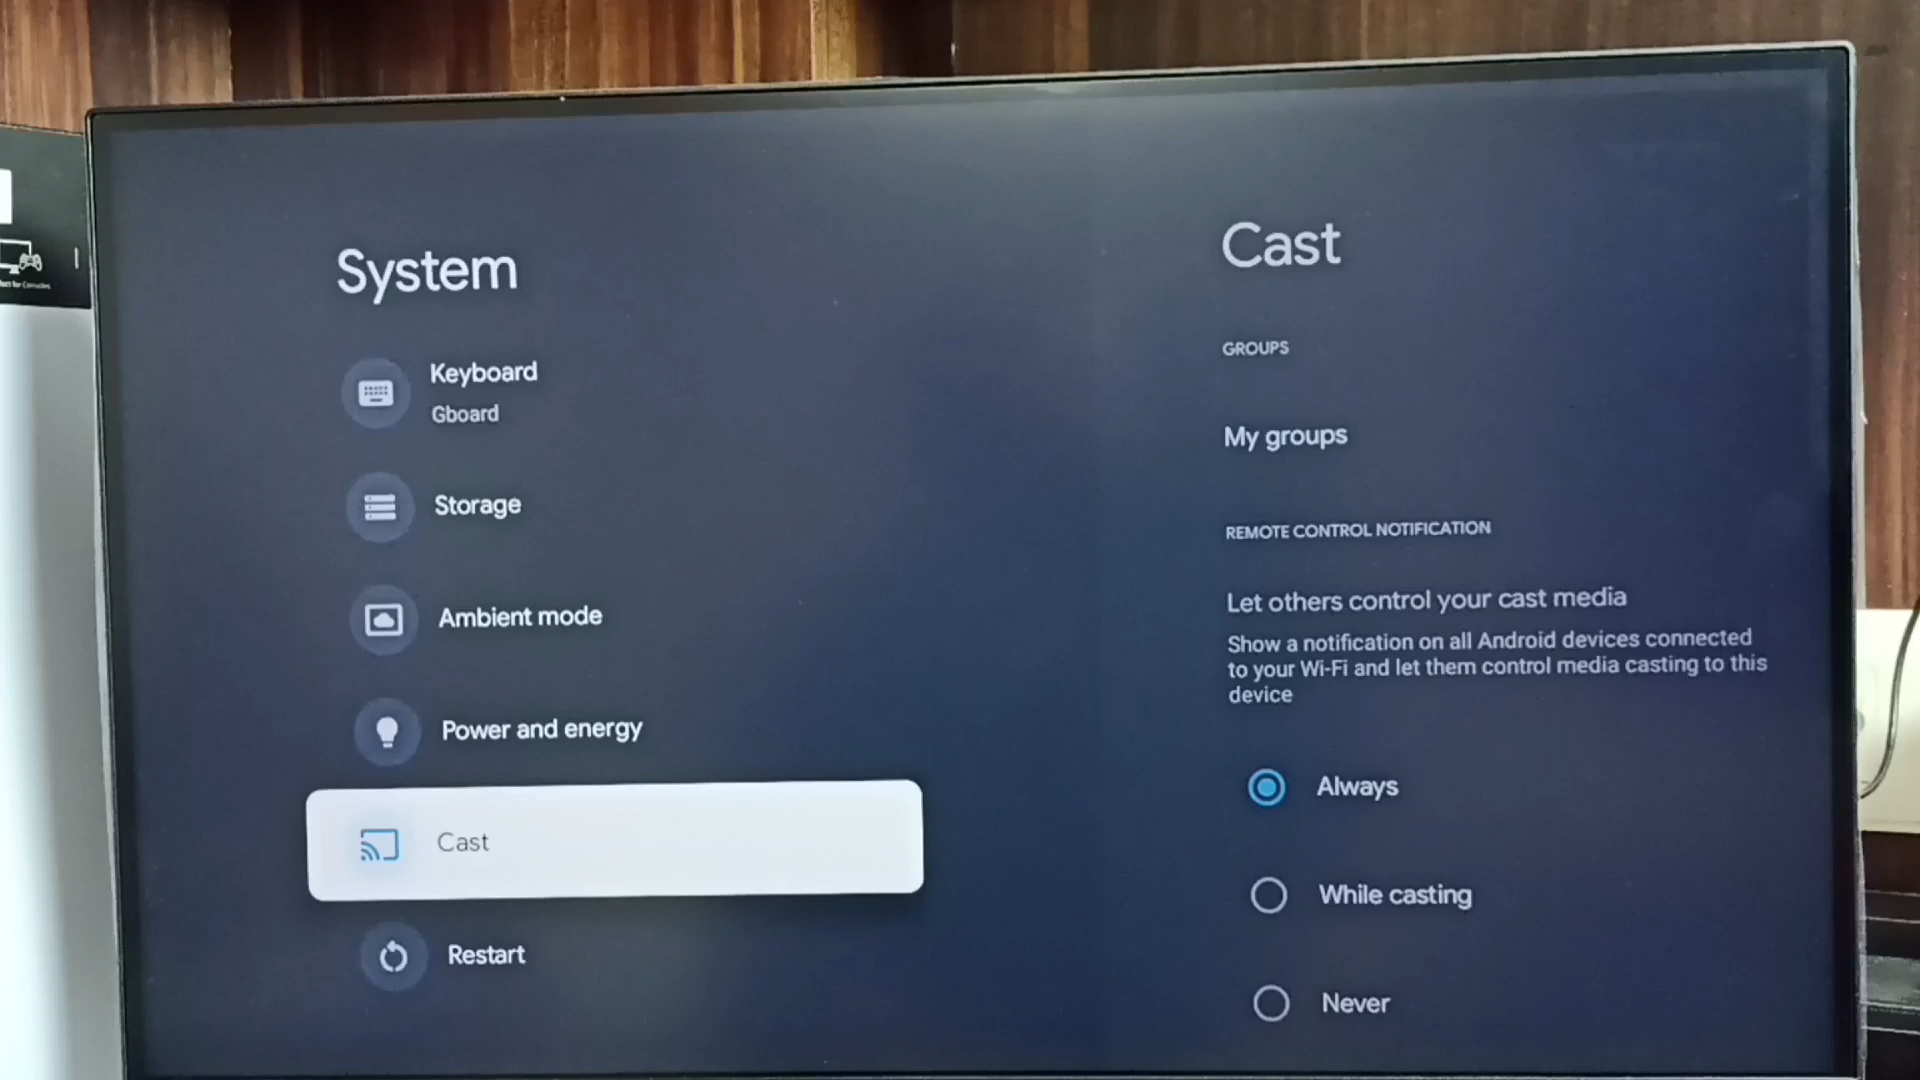 System
Keyboard
Gboard
Storage
Ambient mode
Power and energy
Cast
Restart
Cast
GROUPS
My groups
REMOTE CONTROL NOTIFICATION
Let others control your cast media
Show a notification on all Android devices connected
to your Wi-Fi and let them control media casting to this
device
Always
While casting
Never